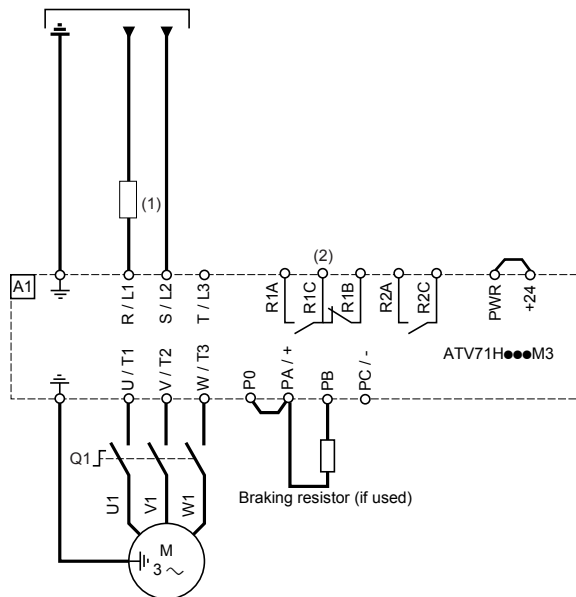 (1)
(2)
A1
R / L1
S / L2
T / L3
R1A
R1C
R1B
R2A
R2C
PWR
+24
ATV71H●●●M3
U / T1
V / T2
W / T3
P0
PA / +
PB
PC / -
Q1
U1
V1
W1
Braking resistor (if used)
M
3 ~